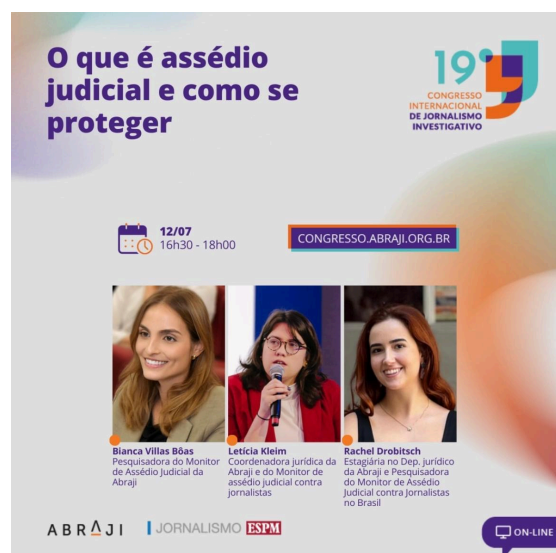 O que é assédio
judicial e como se
proteger
19º
CONGRESSO
INTERNACIONAL
DE JORNALISMO
INVESTIGATIVO
12/07
16h30 - 18h00
CONGRESSO.ABRAJI.ORG.BR
Bianca Villas Bôas
Pesquisadora do Monitor
de Assédio Judicial da
Abraji
Letícia Kleim
Coordenadora jurídica da
Abraji e do Monitor de
assédio judicial contra
jornalistas
Rachel Drobitsch
Estagiária no Dep. jurídico
da Abraji e Pesquisadora
do Monitor de Assédio
Judicial contra Jornalistas
no Brasil
ABRAJI
JORNALISMO ESPM
ON-LINE